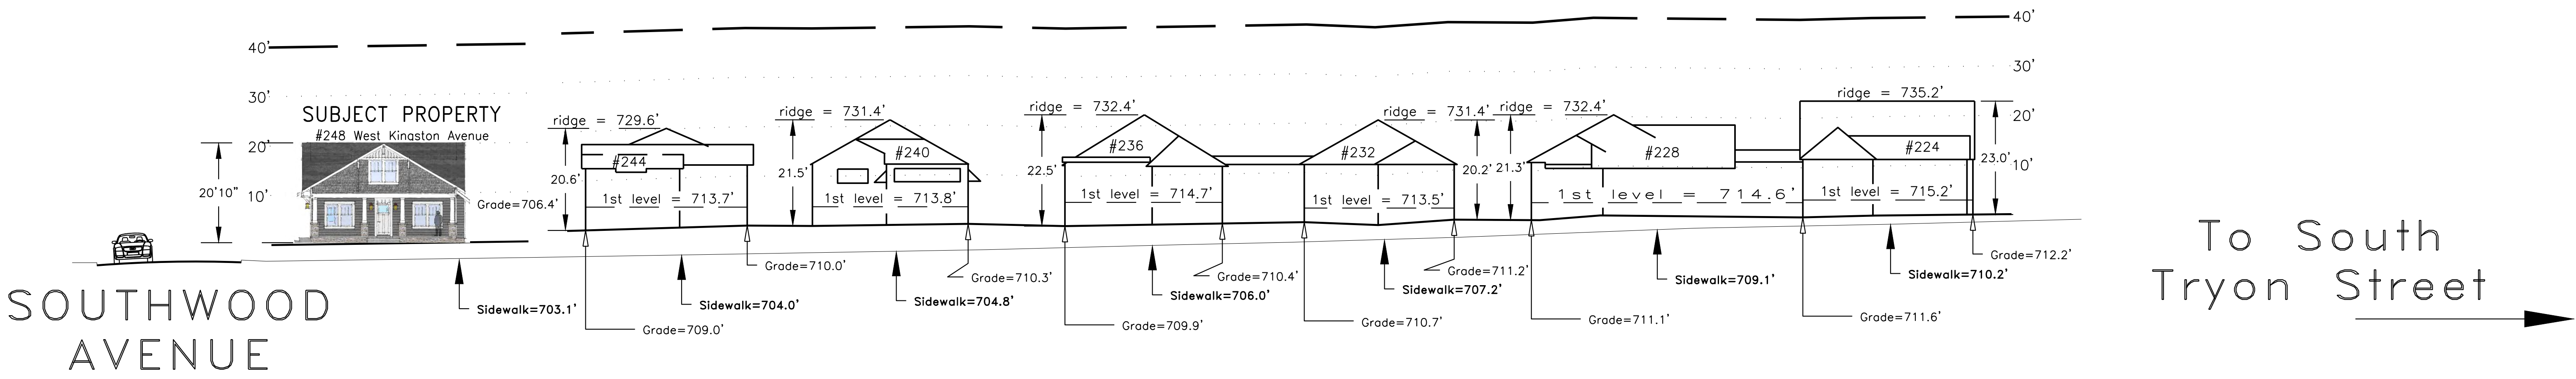 40'
30'
20'
10'
SUBJECT PROPERTY
#248 West Kingston Avenue
20'10"
Grade=706.4'
ridge = 729.6'
20.6'
#244
1st level = 713.7'
ridge = 731.4'
21.5'
#240
1st level = 713.8'
ridge = 732.4'
22.5'
#236
1st level = 714.7'
ridge = 731.4'
20.2'
#232
1st level = 713.5'
ridge = 732.4'
21.3'
#228
1st level = 714.6'
ridge = 735.2'
23.0'
#224
1st level = 715.2'
40'
30'
20'
10'
Sidewalk=703.1'
Grade=709.0'
Sidewalk=704.0'
Grade=710.0'
Sidewalk=704.8'
Grade=710.3'
Grade=709.9'
Sidewalk=706.0'
Grade=710.4'
Grade=710.7'
Sidewalk=707.2'
Grade=711.2'
Grade=711.1'
Sidewalk=709.1'
Grade=711.6'
Sidewalk=710.2'
Grade=712.2'
SOUTHWOOD
AVENUE
To South
Tryon Street